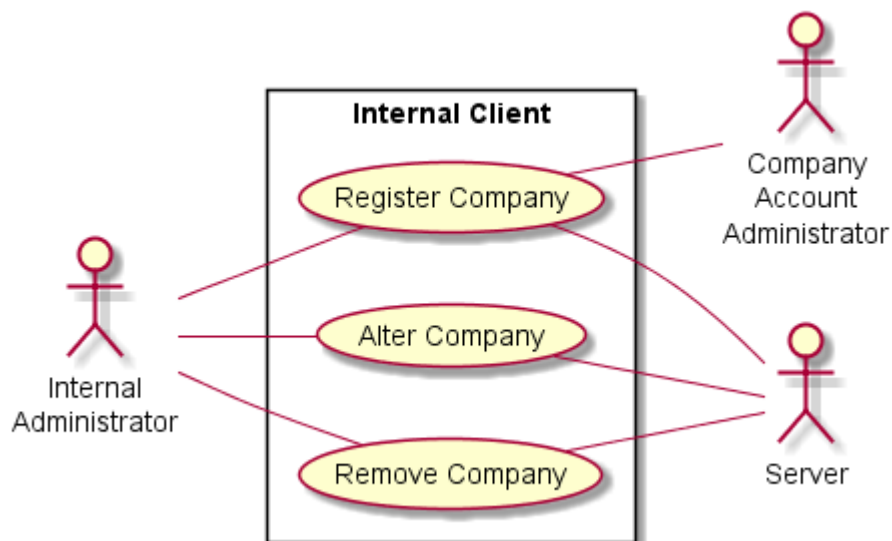 Internal Client
Register Company
Alter Company
Remove Company
Internal
Administrator
Company
Account
Administrator
Server